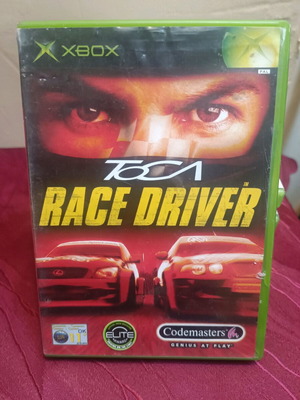 XBOX
TOCA
RACE DRIVER
ELITE
Codemasters
GENIUS AT PLAY